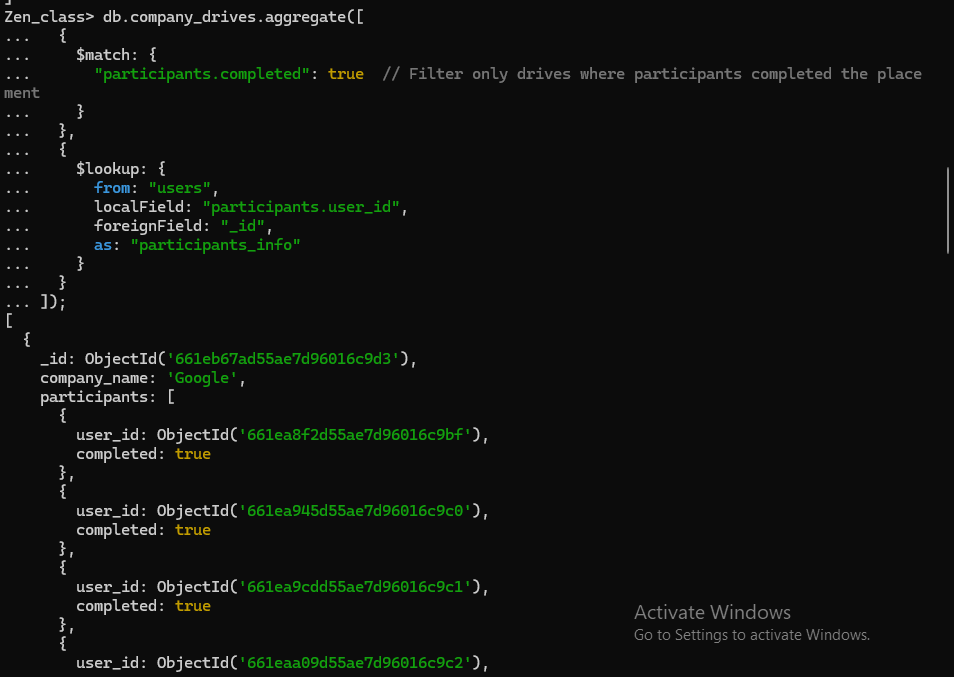 ]
Zen_class> db.company_drives.aggregate([
...   {
...     $match: {
...       "participants.completed": true  // Filter only drives where participants completed the place
ment
...     }
...   },
...   {
...     $lookup: {
...       from: "users",
...       localField: "participants.user_id",
...       foreignField: "_id",
...       as: "participants_info"
...     }
...   }
... ]);
[
  {
    _id: ObjectId('661eb67ad55ae7d96016c9d3'),
    company_name: 'Google',
    participants: [
      {
        user_id: ObjectId('661ea8f2d55ae7d96016c9bf'),
        completed: true
      },
      {
        user_id: ObjectId('661ea945d55ae7d96016c9c0'),
        completed: true
      },
      {
        user_id: ObjectId('661ea9cdd55ae7d96016c9c1'),
        completed: true
      },
      {
        user_id: ObjectId('661eaa09d55ae7d96016c9c2'),
Activate Windows
Go to Settings to activate Windows.